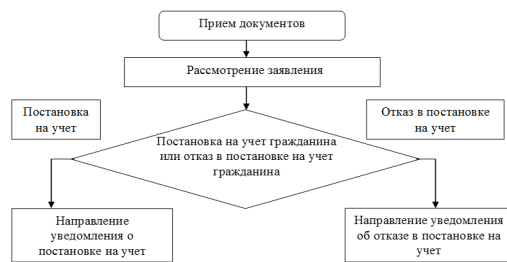 Прием документов
Рассмотрение заявления
Постановка
на учет
Отказ в постановке
на учет
Постановка на учет гражданина
или отказ в постановке на учет
гражданина
Направление
уведомления о
постановке на учет
Направление уведомления
об отказе в постановке на
учет